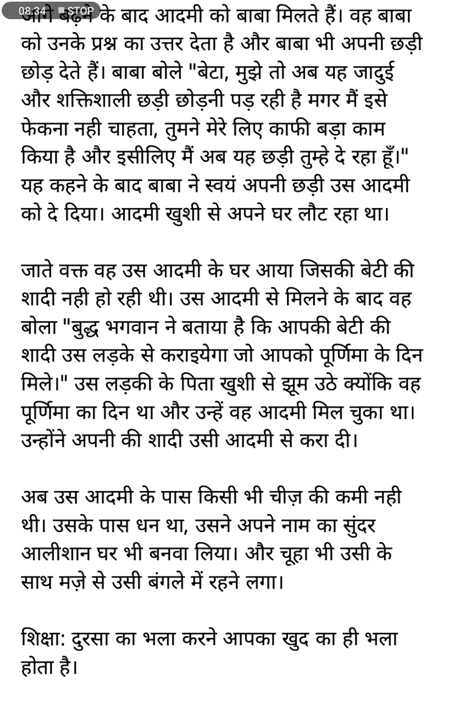 08:34 STOP
आगे बढ़ने के बाद आदमी को बाबा मिलते हैं। वह बाबा
को उनके प्रश्न का उत्तर देता है और बाबा भी अपनी छड़ी
छोड़ देते हैं। बाबा बोले "बेटा, मुझे तो अब यह जादुई
और शक्तिशाली छड़ी छोड़नी पड़ रही है मगर मैं इसे
फेकना नही चाहता, तुमने मेरे लिए काफी बड़ा काम
किया है और इसीलिए मैं अब यह छड़ी तुम्हे दे रहा हूँ।"
यह कहने के बाद बाबा ने स्वयं अपनी छड़ी उस आदमी
को दे दिया। आदमी खुशी से अपने घर लौट रहा था।
जाते वक्त वह उस आदमी के घर आया जिसकी बेटी की
शादी नही हो रही थी। उस आदमी से मिलने के बाद वह
बोला "बुद्ध भगवान ने बताया है कि आपकी बेटी की
शादी उस लड़के से कराइयेगा जो आपको पूर्णिमा के दिन
मिले।" उस लड़की के पिता खुशी से झूम उठे क्योंकि वह
पूर्णिमा का दिन था और उन्हें वह आदमी मिल चुका था।
उन्होंने अपनी की शादी उसी आदमी से करा दी।
अब उस आदमी के पास किसी भी चीज़ की कमी नही
थी। उसके पास धन था, उसने अपने नाम का सुंदर
आलीशान घर भी बनवा लिया। और चूहा भी उसी के
साथ मज़े से उसी बंगले में रहने लगा।
शिक्षा: दुरसा का भला करने आपका खुद का ही भला
होता है।